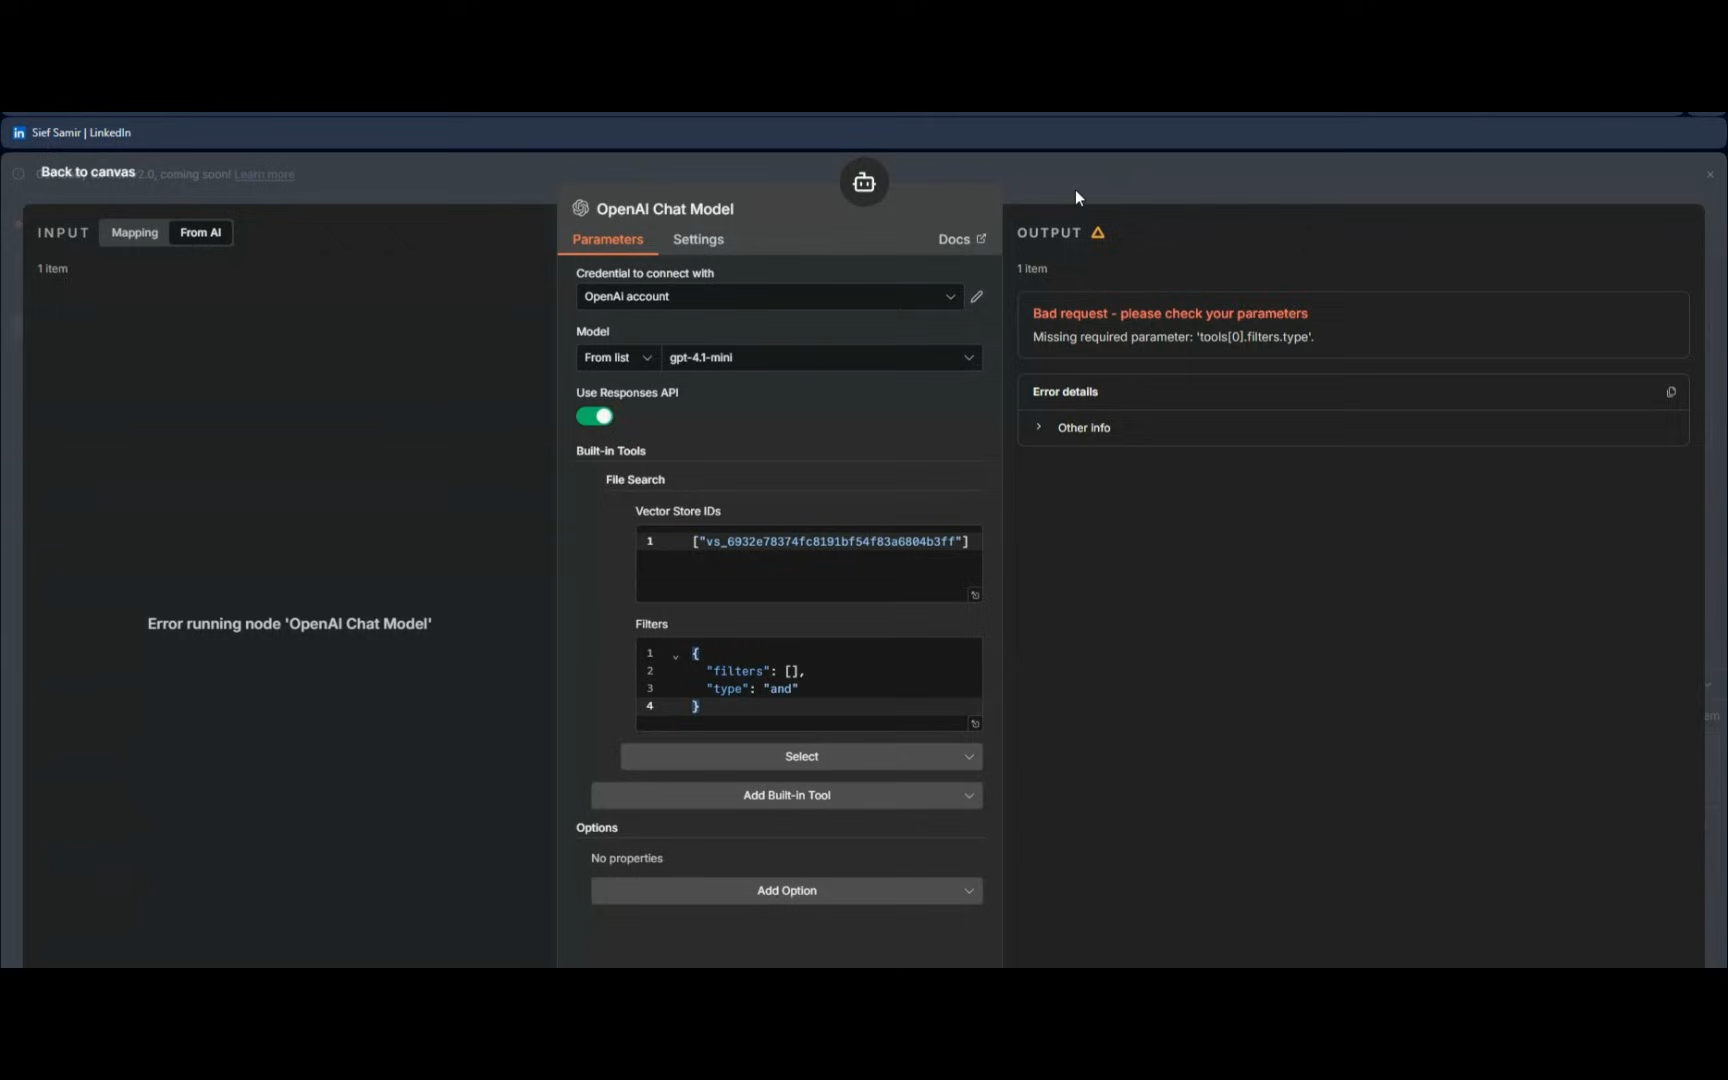 Sief Samir | LinkedIn
Back to canvas
2.0, coming soon! Learn more
INPUT
Mapping
From AI
1 item
Error running node 'OpenAI Chat Model'
OpenAI Chat Model
Parameters
Settings
Docs
Credential to connect with
OpenAi account
Model
From list
gpt-4.1-mini
Use Responses API
Built-in Tools
File Search
Vector Store IDs
1 ["vs_6932e78374fc8191bf54f83a6804b3ff"]
Filters
1 {
2 "filters": [],
3 "type": "and"
4 }
Select
Add Built-in Tool
Options
No properties
Add Option
OUTPUT
1 item
Bad request - please check your parameters
Missing required parameter: 'tools[0].filters.type'.
Error details
Other info